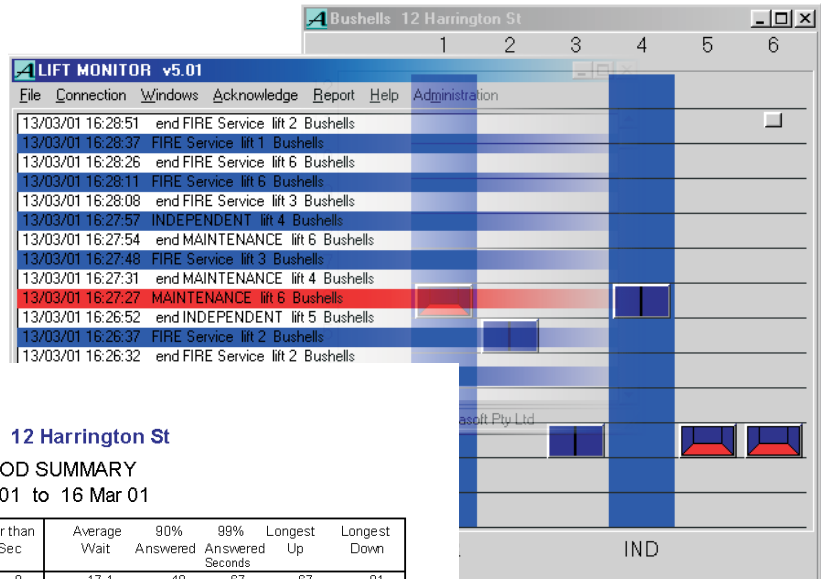 Bushells 12 Harrington St
1 2 3 4 5 6
LIFT MONITOR v5.01
File Connection Windows Acknowledge Report Help Administration
13/03/01 16:28:51 end FIRE Service lift 2 Bushells
13/03/01 16:28:37 FIRE Service lift 1 Bushells
13/03/01 16:28:26 end FIRE Service lift 6 Bushells
13/03/01 16:28:11 FIRE Service lift 6 Bushells
13/03/01 16:28:08 end FIRE Service lift 3 Bushells
13/03/01 16:27:57 INDEPENDENT lift 4 Bushells
13/03/01 16:27:54 end MAINTENANCE lift 6 Bushells
13/03/01 16:27:48 FIRE Service lift 3 Bushells
13/03/01 16:27:31 end MAINTENANCE lift 4 Bushells
13/03/01 16:27:27 MAINTENANCE lift 6 Bushells
13/03/01 16:26:52 end INDEPENDENT lift 5 Bushells
13/03/01 16:26:37 FIRE Service lift 2 Bushells
13/03/01 16:26:32 end FIRE Service lift 2 Bushells
asoft Pty Ltd
IND
12 Harrington St
OD SUMMARY
01 to 16 Mar 01
r than Average 90% 99% Longest Longest
Sec Wait Answered Answered Up Down
Seconds